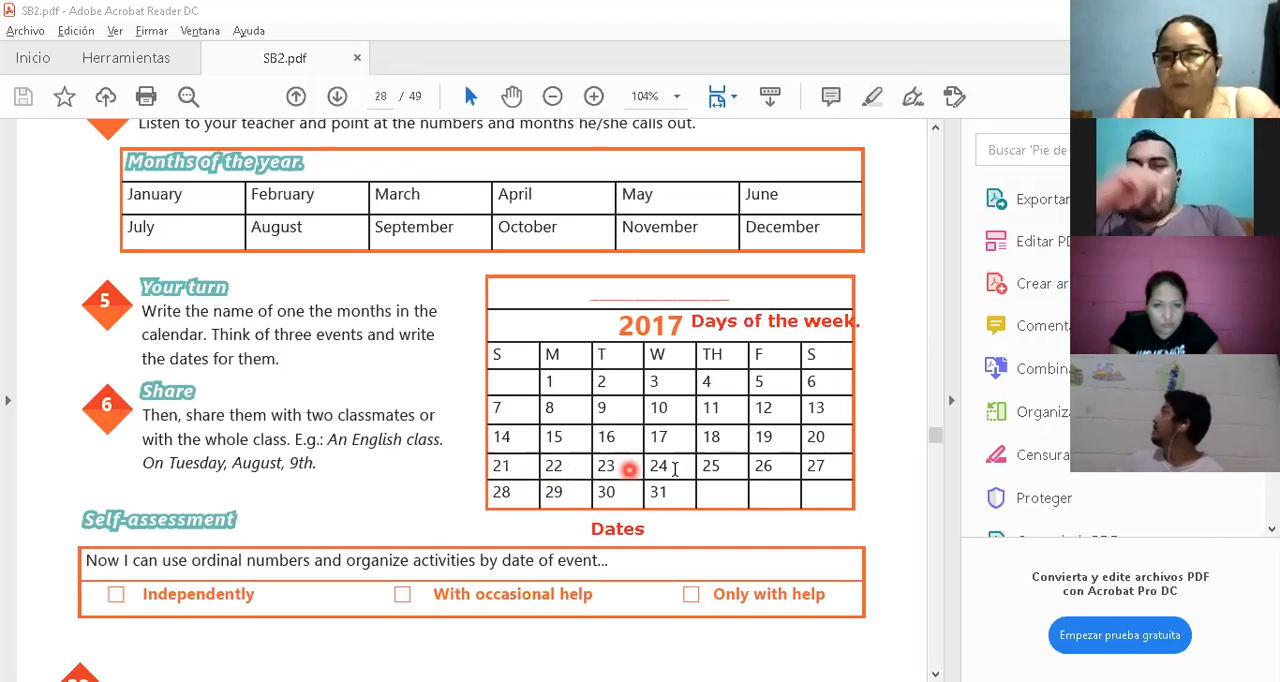 SB2.pdf - Adobe Acrobat Reader DC
Archivo Edición Ver Firmar Ventana Ayuda
Inicio Herramientas SB2.pdf ×
28 / 49 104%
Listen to your teacher and point at the numbers and months he/she calls out.
Months of the year.
January February March April May June
July August September October November December
5 Your turn
Write the name of one the months in the
calendar. Think of three events and write
the dates for them.
6 Share
Then, share them with two classmates or
with the whole class. E.g.: An English class.
On Tuesday, August, 9th.
2017 Days of the week.
S M T W TH F S
1 2 3 4 5 6
7 8 9 10 11 12 13
14 15 16 17 18 19 20
21 22 23 24 25 26 27
28 29 30 31
Dates
Self-assessment
Now I can use ordinal numbers and organize activities by date of event...
Independently With occasional help Only with help
Buscar 'Pie de
Exportar
Editar PD
Crear ar
Coment
Combin
Organiz
Censura
Proteger
Convierta y edite archivos PDF
con Acrobat Pro DC
Empezar prueba gratuita